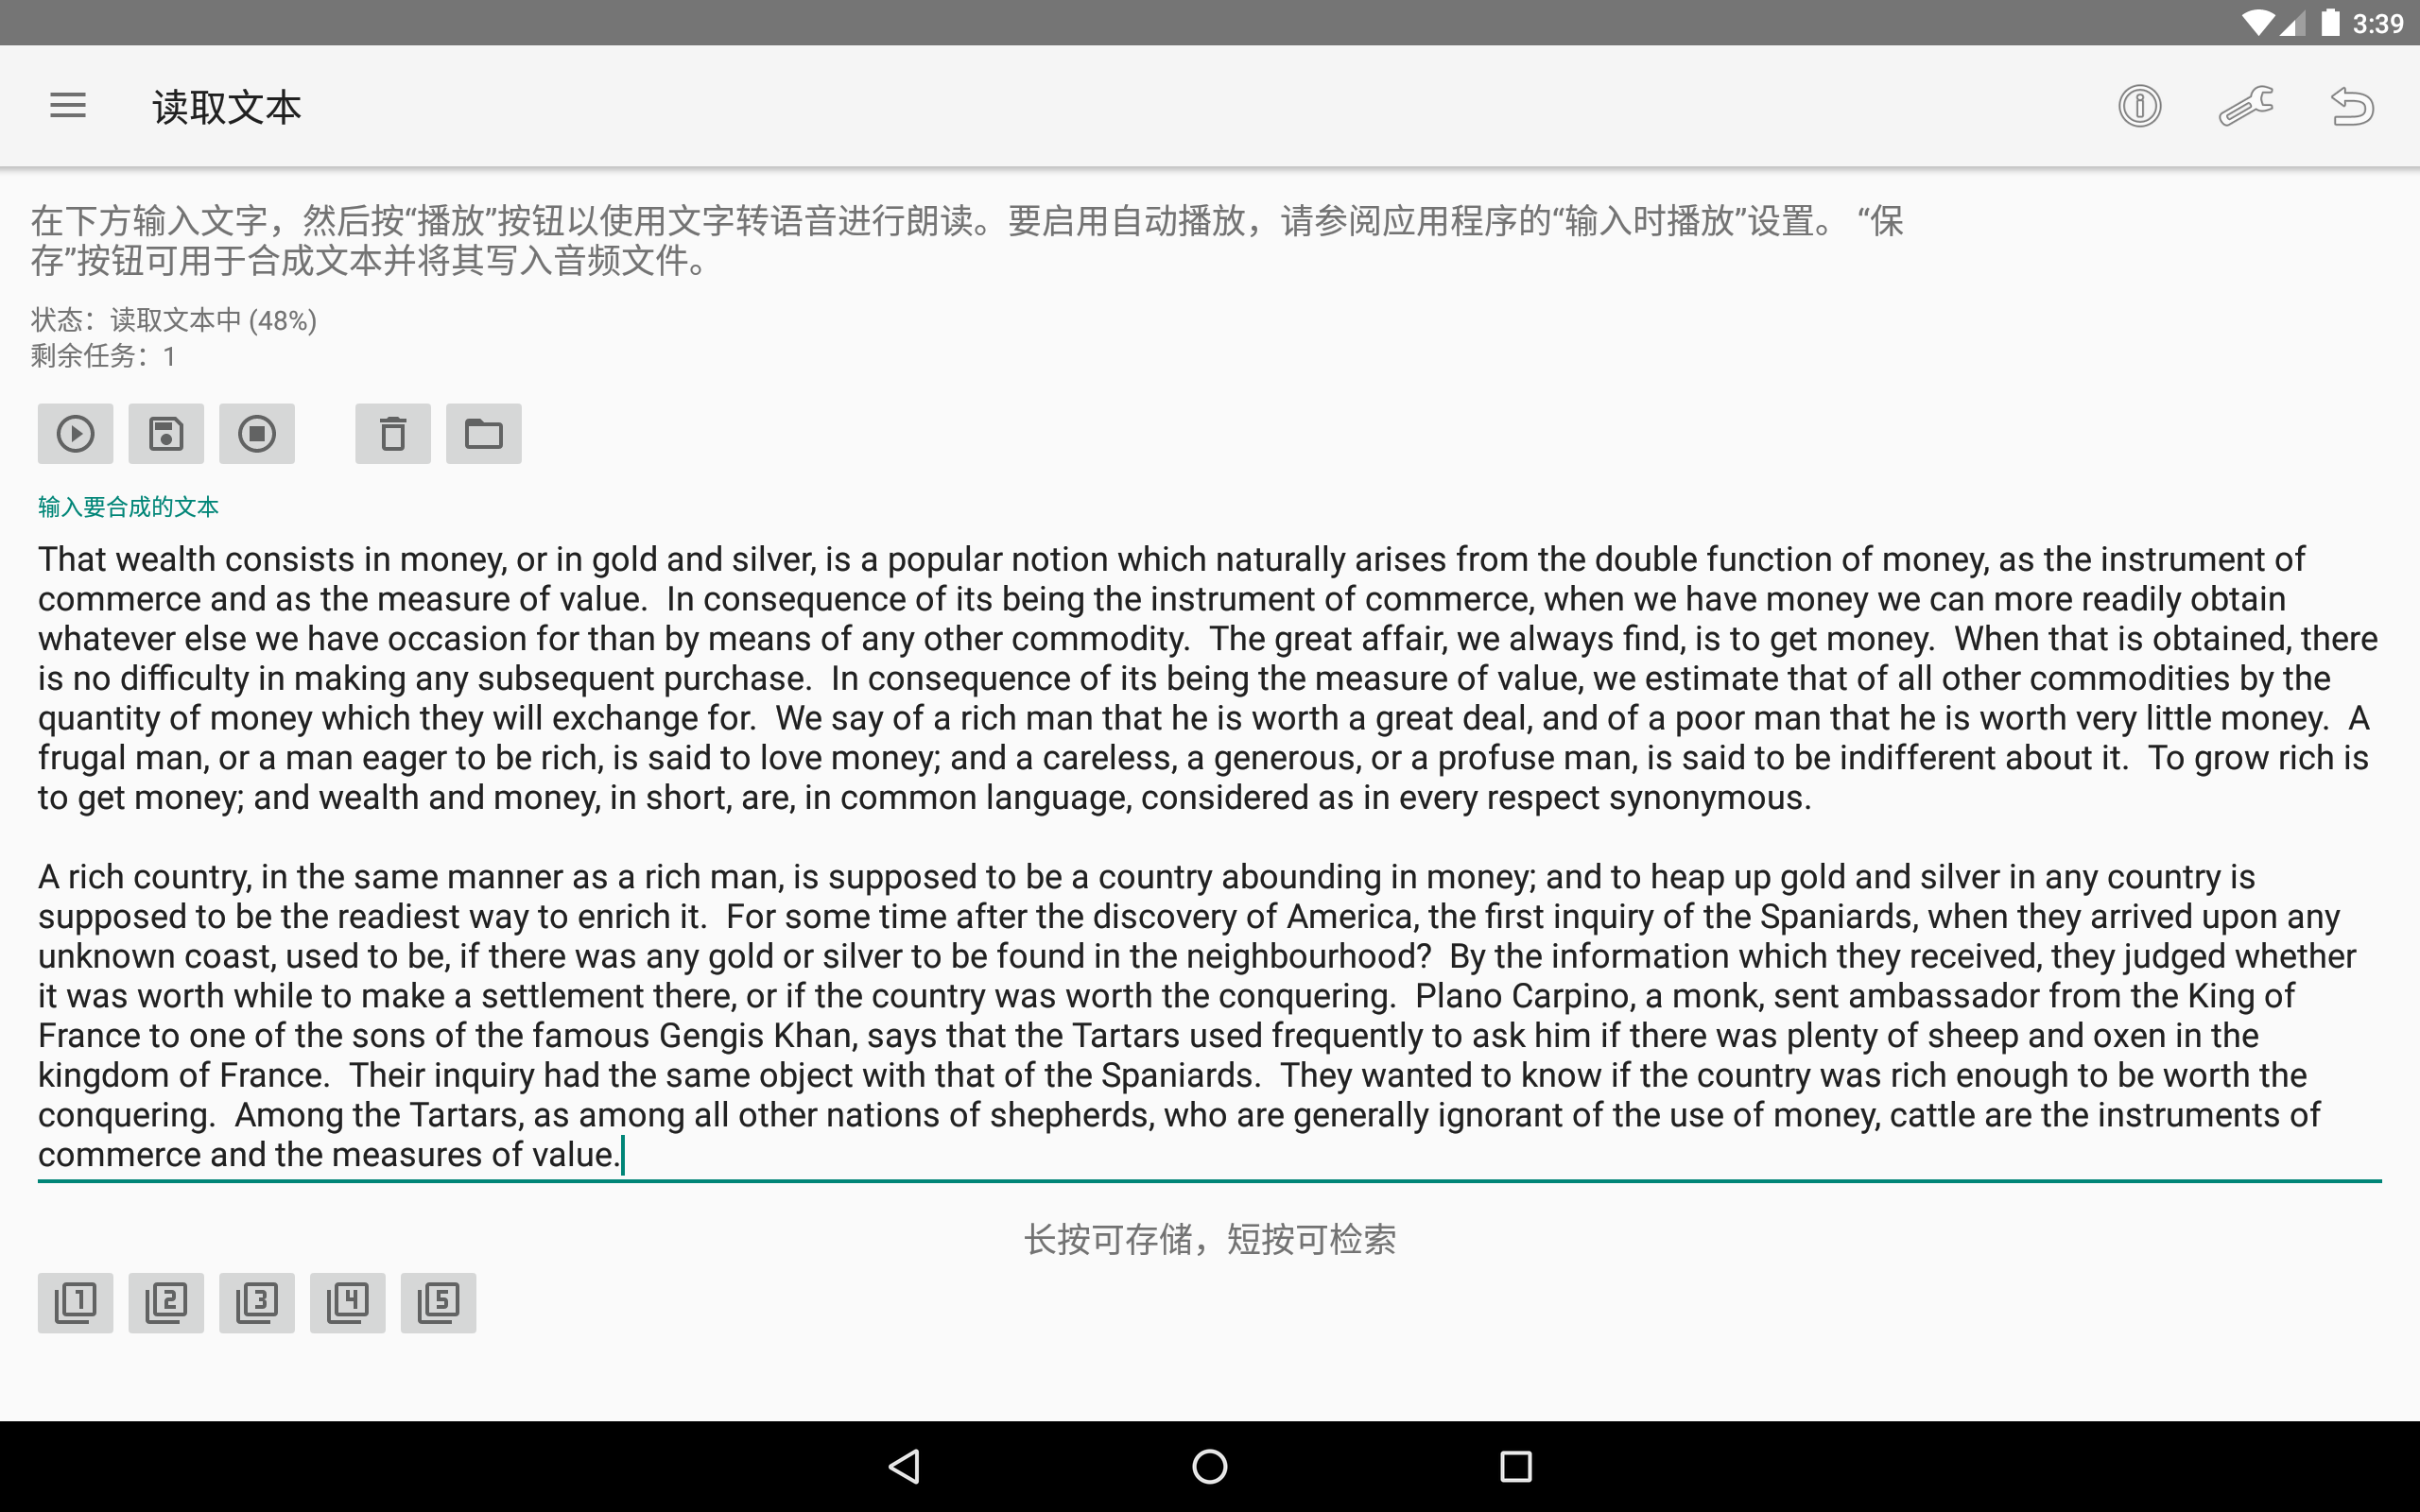 3:39
读取文本
在下方输入文字，然后按“播放”按钮以使用文字转语音进行朗读。要启用自动播放，请参阅应用程序的“输入时播放”设置。 “保
存”按钮可用于合成文本并将其写入音频文件。
状态：读取文本中 (48%)
剩余任务：1
输入要合成的文本
That wealth consists in money, or in gold and silver, is a popular notion which naturally arises from the double function of money, as the instrument of
commerce and as the measure of value.  In consequence of its being the instrument of commerce, when we have money we can more readily obtain
whatever else we have occasion for than by means of any other commodity.  The great affair, we always find, is to get money.  When that is obtained, there
is no difficulty in making any subsequent purchase.  In consequence of its being the measure of value, we estimate that of all other commodities by the
quantity of money which they will exchange for.  We say of a rich man that he is worth a great deal, and of a poor man that he is worth very little money.  A
frugal man, or a man eager to be rich, is said to love money; and a careless, a generous, or a profuse man, is said to be indifferent about it.  To grow rich is
to get money; and wealth and money, in short, are, in common language, considered as in every respect synonymous.
A rich country, in the same manner as a rich man, is supposed to be a country abounding in money; and to heap up gold and silver in any country is
supposed to be the readiest way to enrich it.  For some time after the discovery of America, the first inquiry of the Spaniards, when they arrived upon any
unknown coast, used to be, if there was any gold or silver to be found in the neighbourhood?  By the information which they received, they judged whether
it was worth while to make a settlement there, or if the country was worth the conquering.  Plano Carpino, a monk, sent ambassador from the King of
France to one of the sons of the famous Gengis Khan, says that the Tartars used frequently to ask him if there was plenty of sheep and oxen in the
kingdom of France.  Their inquiry had the same object with that of the Spaniards.  They wanted to know if the country was rich enough to be worth the
conquering.  Among the Tartars, as among all other nations of shepherds, who are generally ignorant of the use of money, cattle are the instruments of
commerce and the measures of value.
长按可存储，短按可检索
1 2 3 4 5